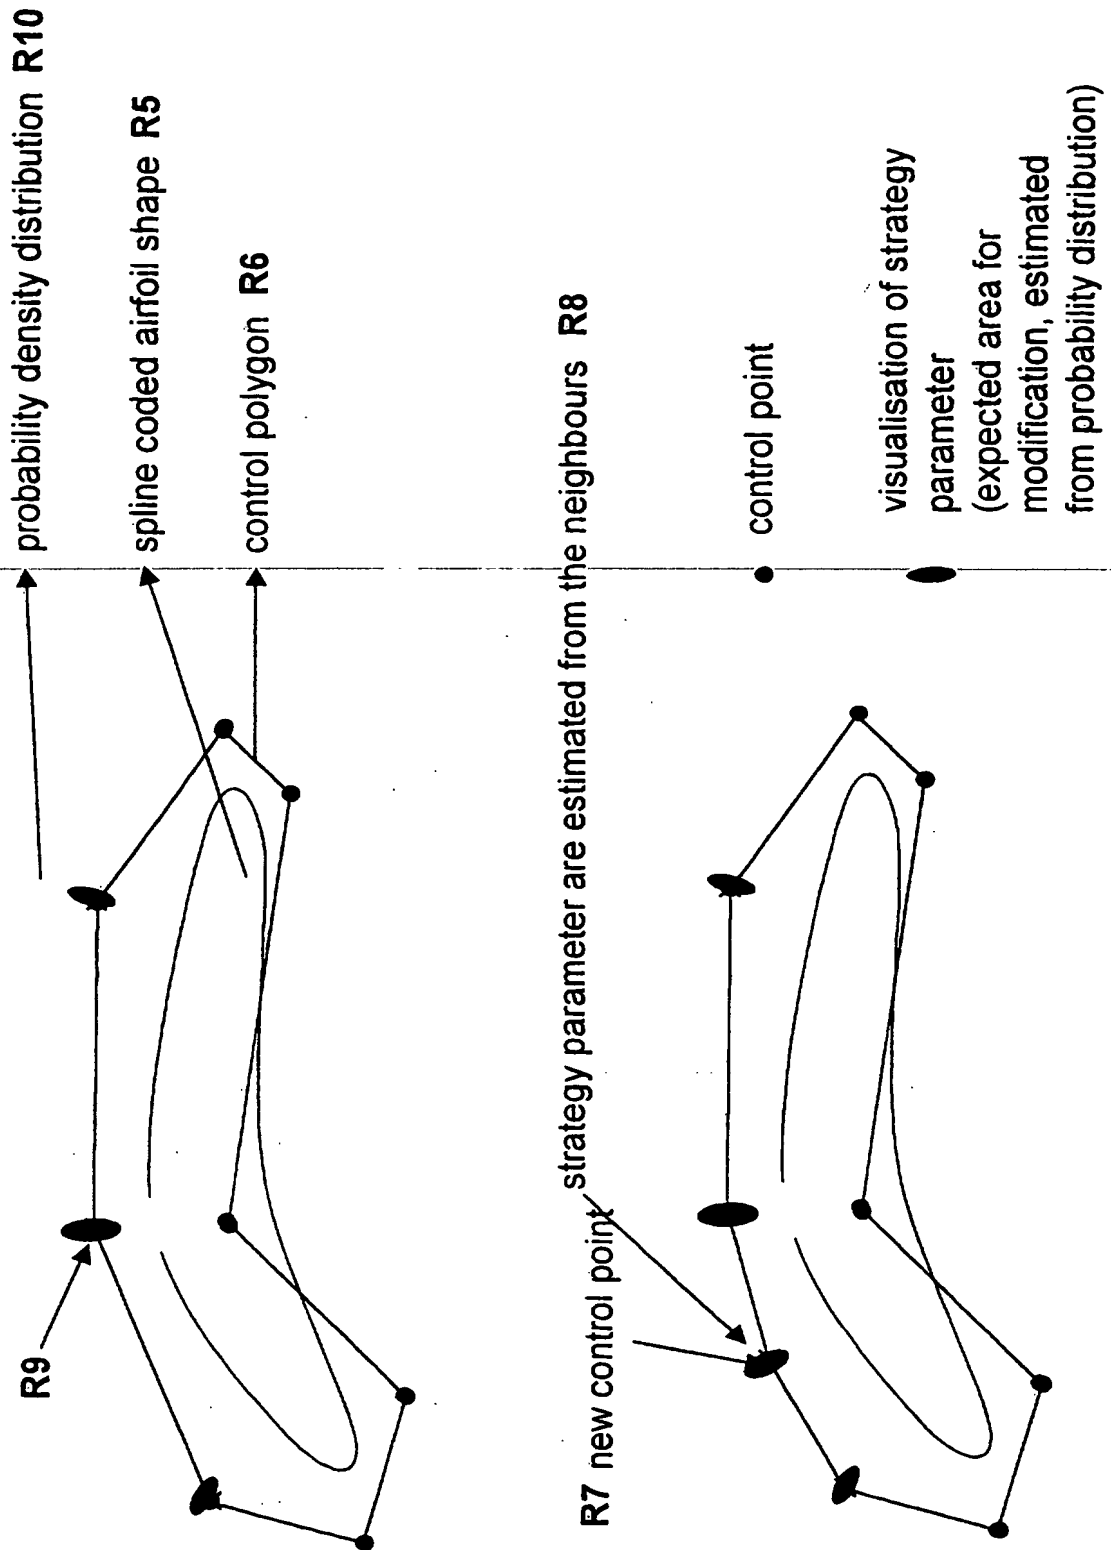 probability density distribution R10
spline coded airfoil shape R5
control polygon R6
R9
strategy parameter are estimated from the neighbours R8
R7 new control point
control point
visualisation of strategy
parameter
(expected area for
modification, estimated
from probability distribution)